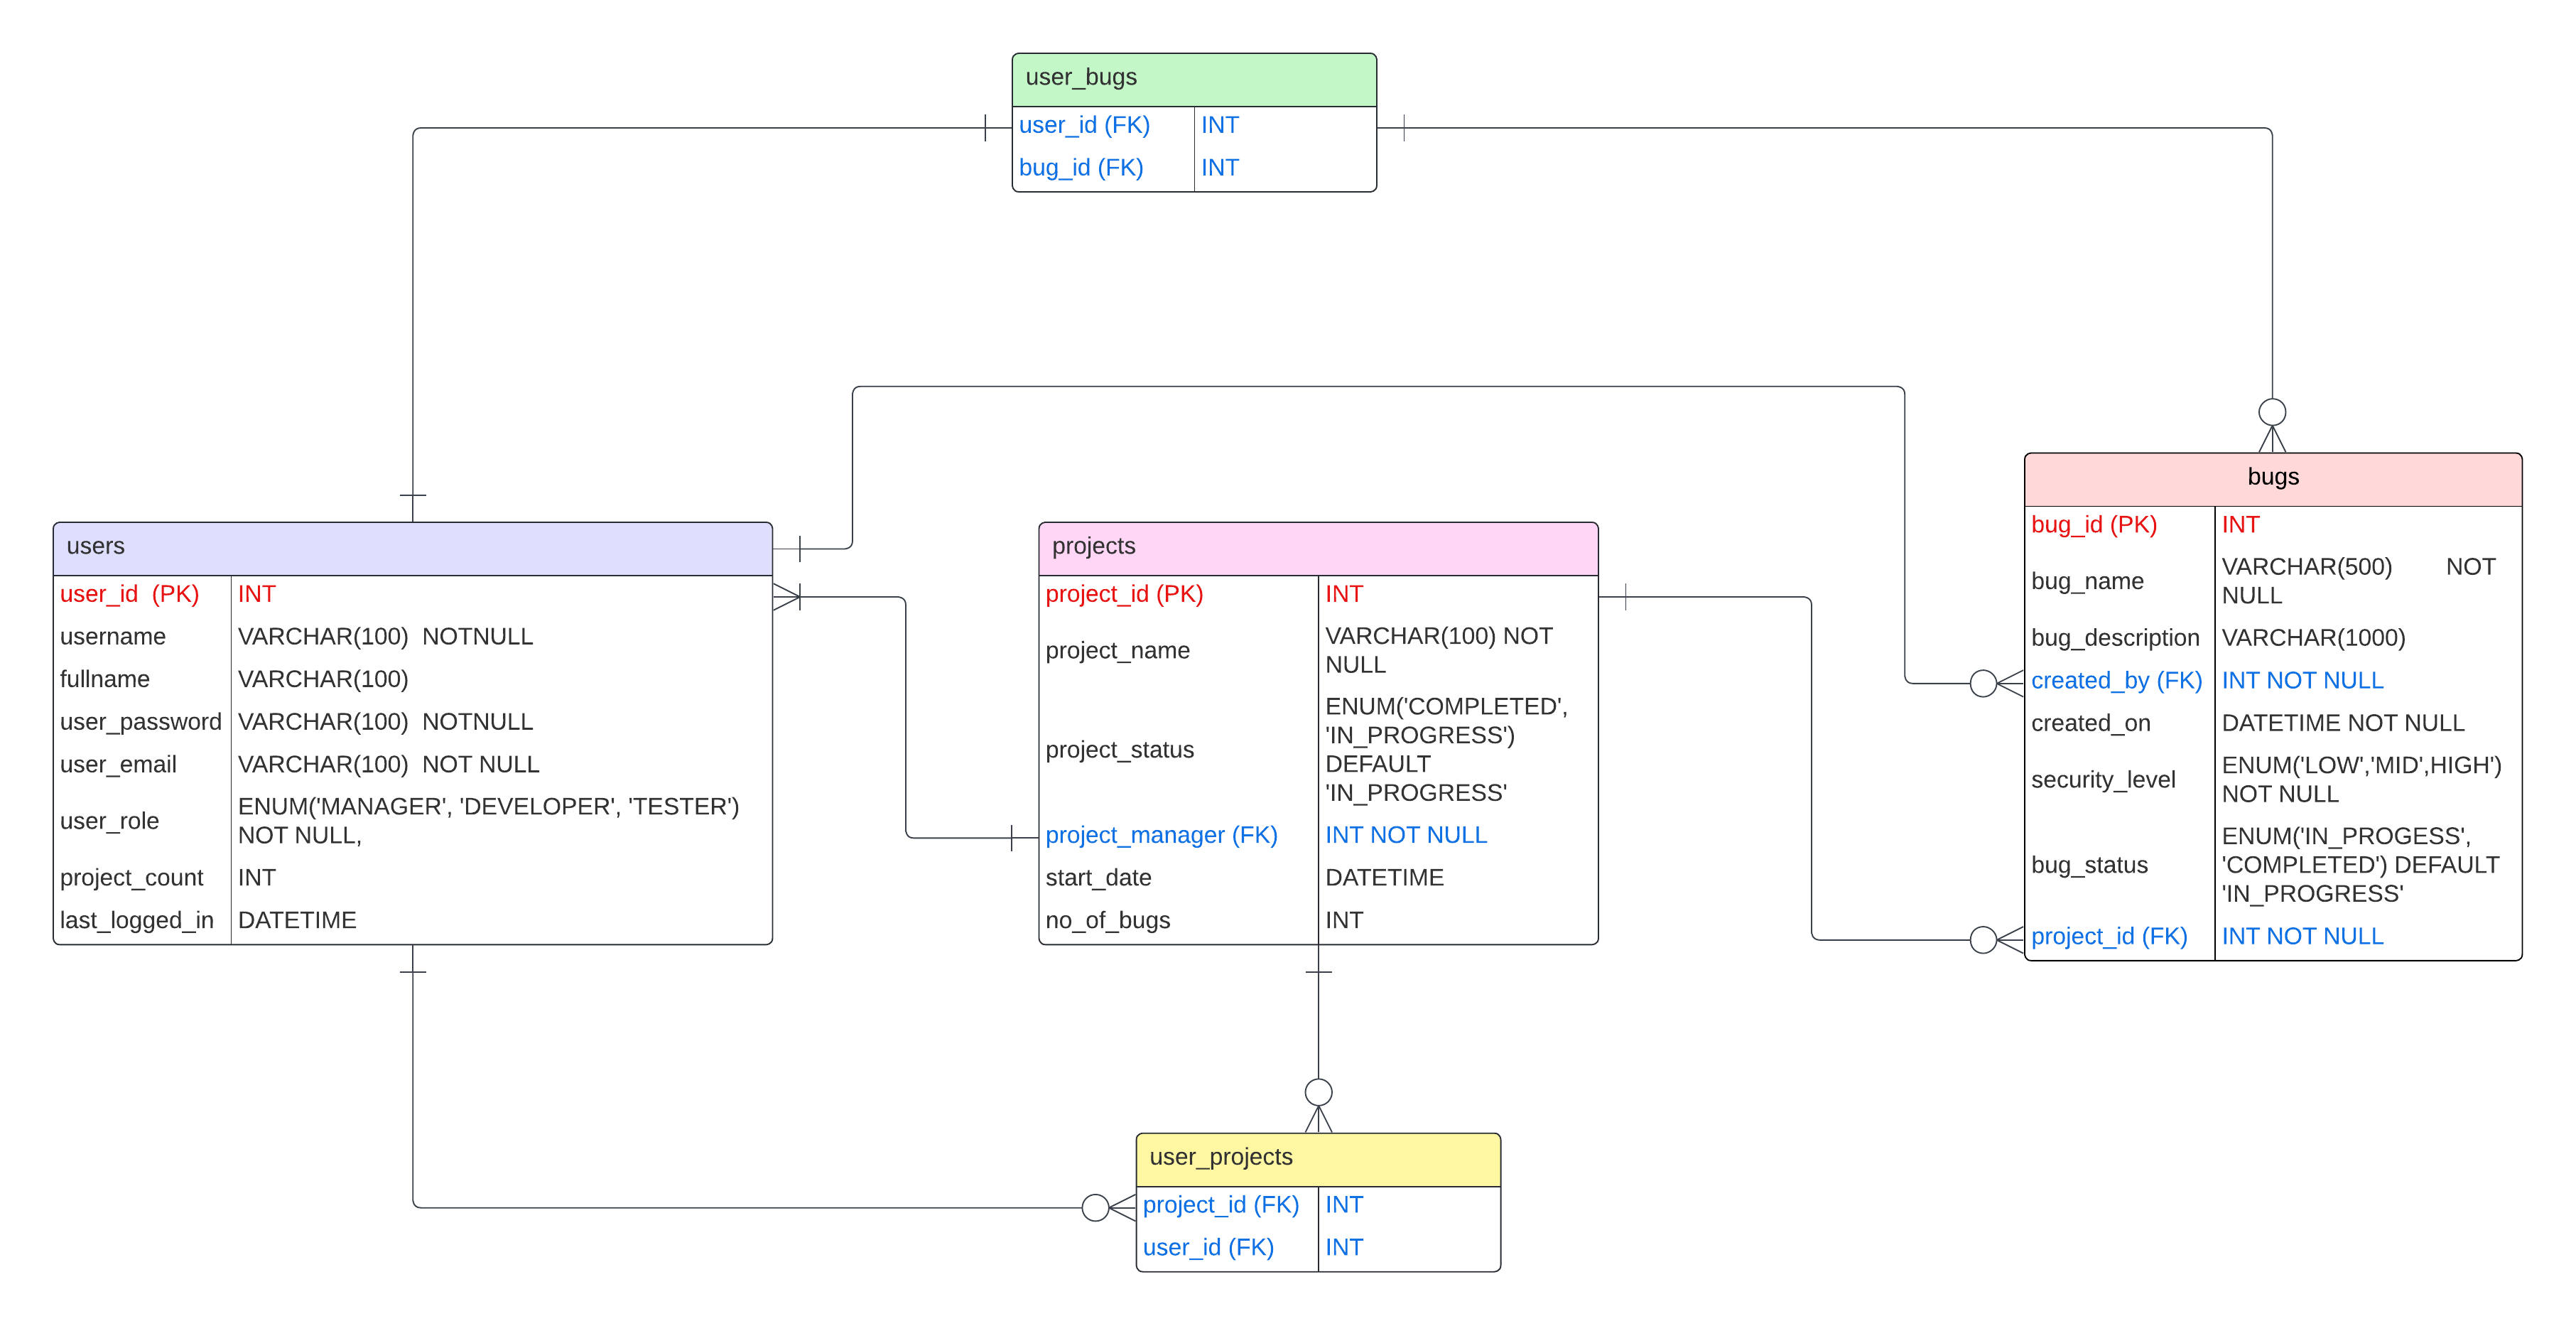 user_bugs
user_id (FK) INT
bug_id (FK) INT
users
user_id  (PK) INT
username VARCHAR(100)  NOTNULL
fullname VARCHAR(100)
user_password VARCHAR(100)  NOTNULL
user_email VARCHAR(100)  NOT NULL
user_role ENUM('MANAGER', 'DEVELOPER', 'TESTER')
NOT NULL,
project_count INT
last_logged_in DATETIME
projects
project_id (PK) INT
project_name VARCHAR(100) NOT
NULL
project_status ENUM('COMPLETED',
'IN_PROGRESS')
DEFAULT
'IN_PROGRESS'
project_manager (FK) INT NOT NULL
start_date DATETIME
no_of_bugs INT
bugs
bug_id (PK) INT
bug_name VARCHAR(500) NOT
NULL
bug_description VARCHAR(1000)
created_by (FK) INT NOT NULL
created_on DATETIME NOT NULL
security_level ENUM('LOW','MID',HIGH')
NOT NULL
bug_status ENUM('IN_PROGESS',
'COMPLETED') DEFAULT
'IN_PROGRESS'
project_id (FK) INT NOT NULL
user_projects
project_id (FK) INT
user_id (FK) INT